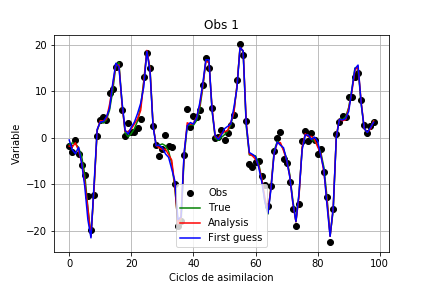 Obs 1
Variable
20
10
0
−10
−20
Obs
True
Analysis
First guess
0
20
40
60
80
100
Ciclos de asimilacion